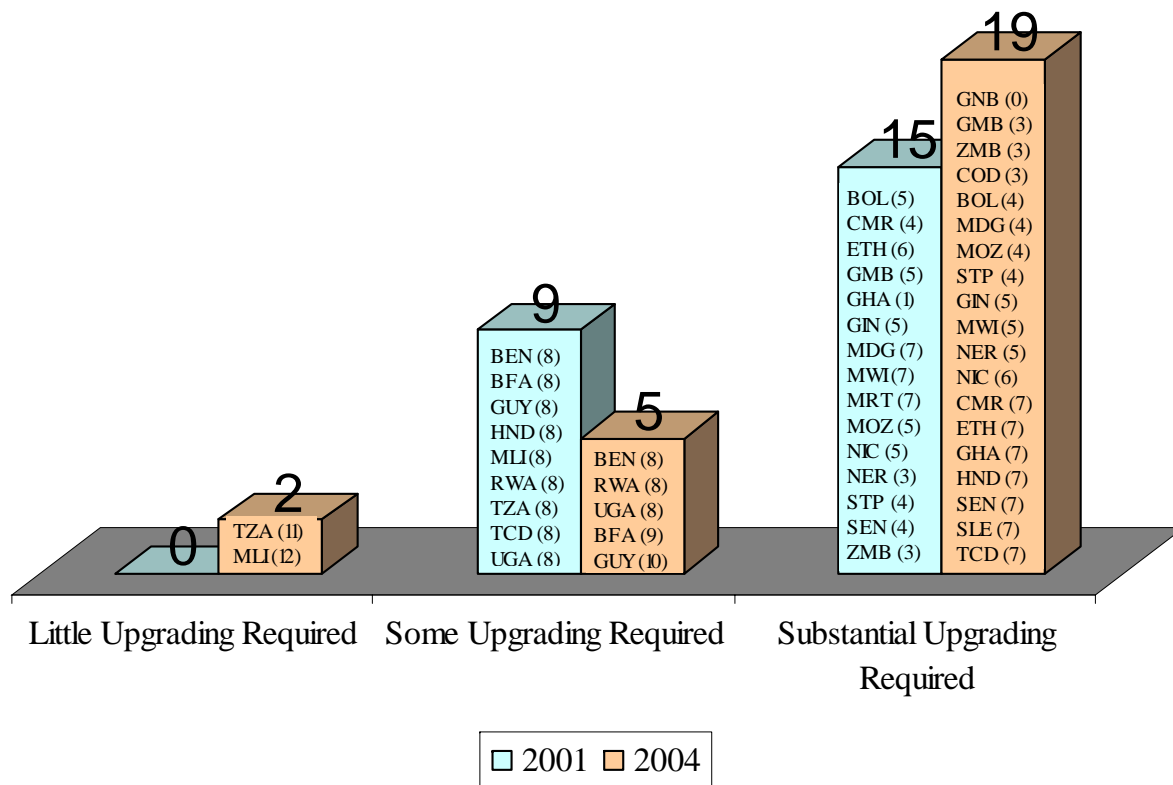 0
2
TZA (11)
MLI (12)
9
BEN (8)
BFA (8)
GUY (8)
HND (8)
MLI (8)
RWA (8)
TZA (8)
TCD (8)
UGA (8)
5
BEN (8)
RWA (8)
UGA (8)
BFA (9)
GUY (10)
15
BOL (5)
CMR (4)
ETH (6)
GMB (5)
GHA (1)
GIN (5)
MDG (7)
MWI (7)
MRT (7)
MOZ (5)
NIC (5)
NER (3)
STP (4)
SEN (4)
ZMB (3)
19
GNB (0)
GMB (3)
ZMB (3)
COD (3)
BOL (4)
MDG (4)
MOZ (4)
STP (4)
GIN (5)
MWI (5)
NER (5)
NIC (6)
CMR (7)
ETH (7)
GHA (7)
HND (7)
SEN (7)
SLE (7)
TCD (7)
Little Upgrading Required
Some Upgrading Required
Substantial Upgrading
Required
2001
2004